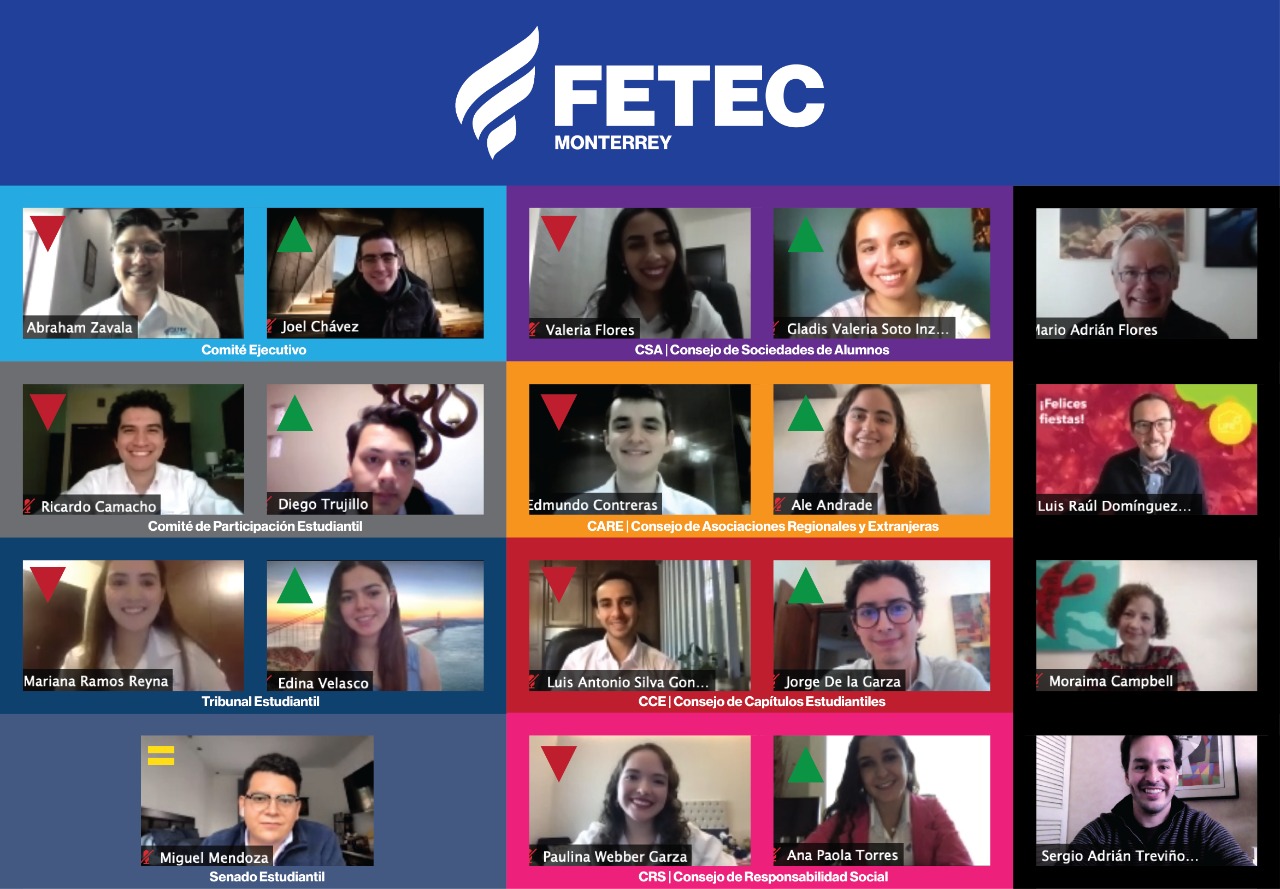 FETEC
MONTERREY
Abraham Zavala
Joel Chávez
Comité Ejecutivo
Valeria Flores
Gladis Valeria Soto Inz...
CSA | Consejo de Sociedades de Alumnos
Mario Adrián Flores
Ricardo Camacho
Diego Trujillo
Comité de Participación Estudiantil
Edmundo Contreras
Ale Andrade
CARE | Consejo de Asociaciones Regionales y Extranjeras
¡Felices
fiestas!
Luis Raúl Domínguez...
Mariana Ramos Reyna
Edina Velasco
Tribunal Estudiantil
Luis Antonio Silva Gon...
Jorge De la Garza
CCE | Consejo de Capítulos Estudiantiles
Moraima Campbell
Miguel Mendoza
Senado Estudiantil
Paulina Webber Garza
Ana Paola Torres
CRS | Consejo de Responsabilidad Social
Sergio Adrián Treviño...